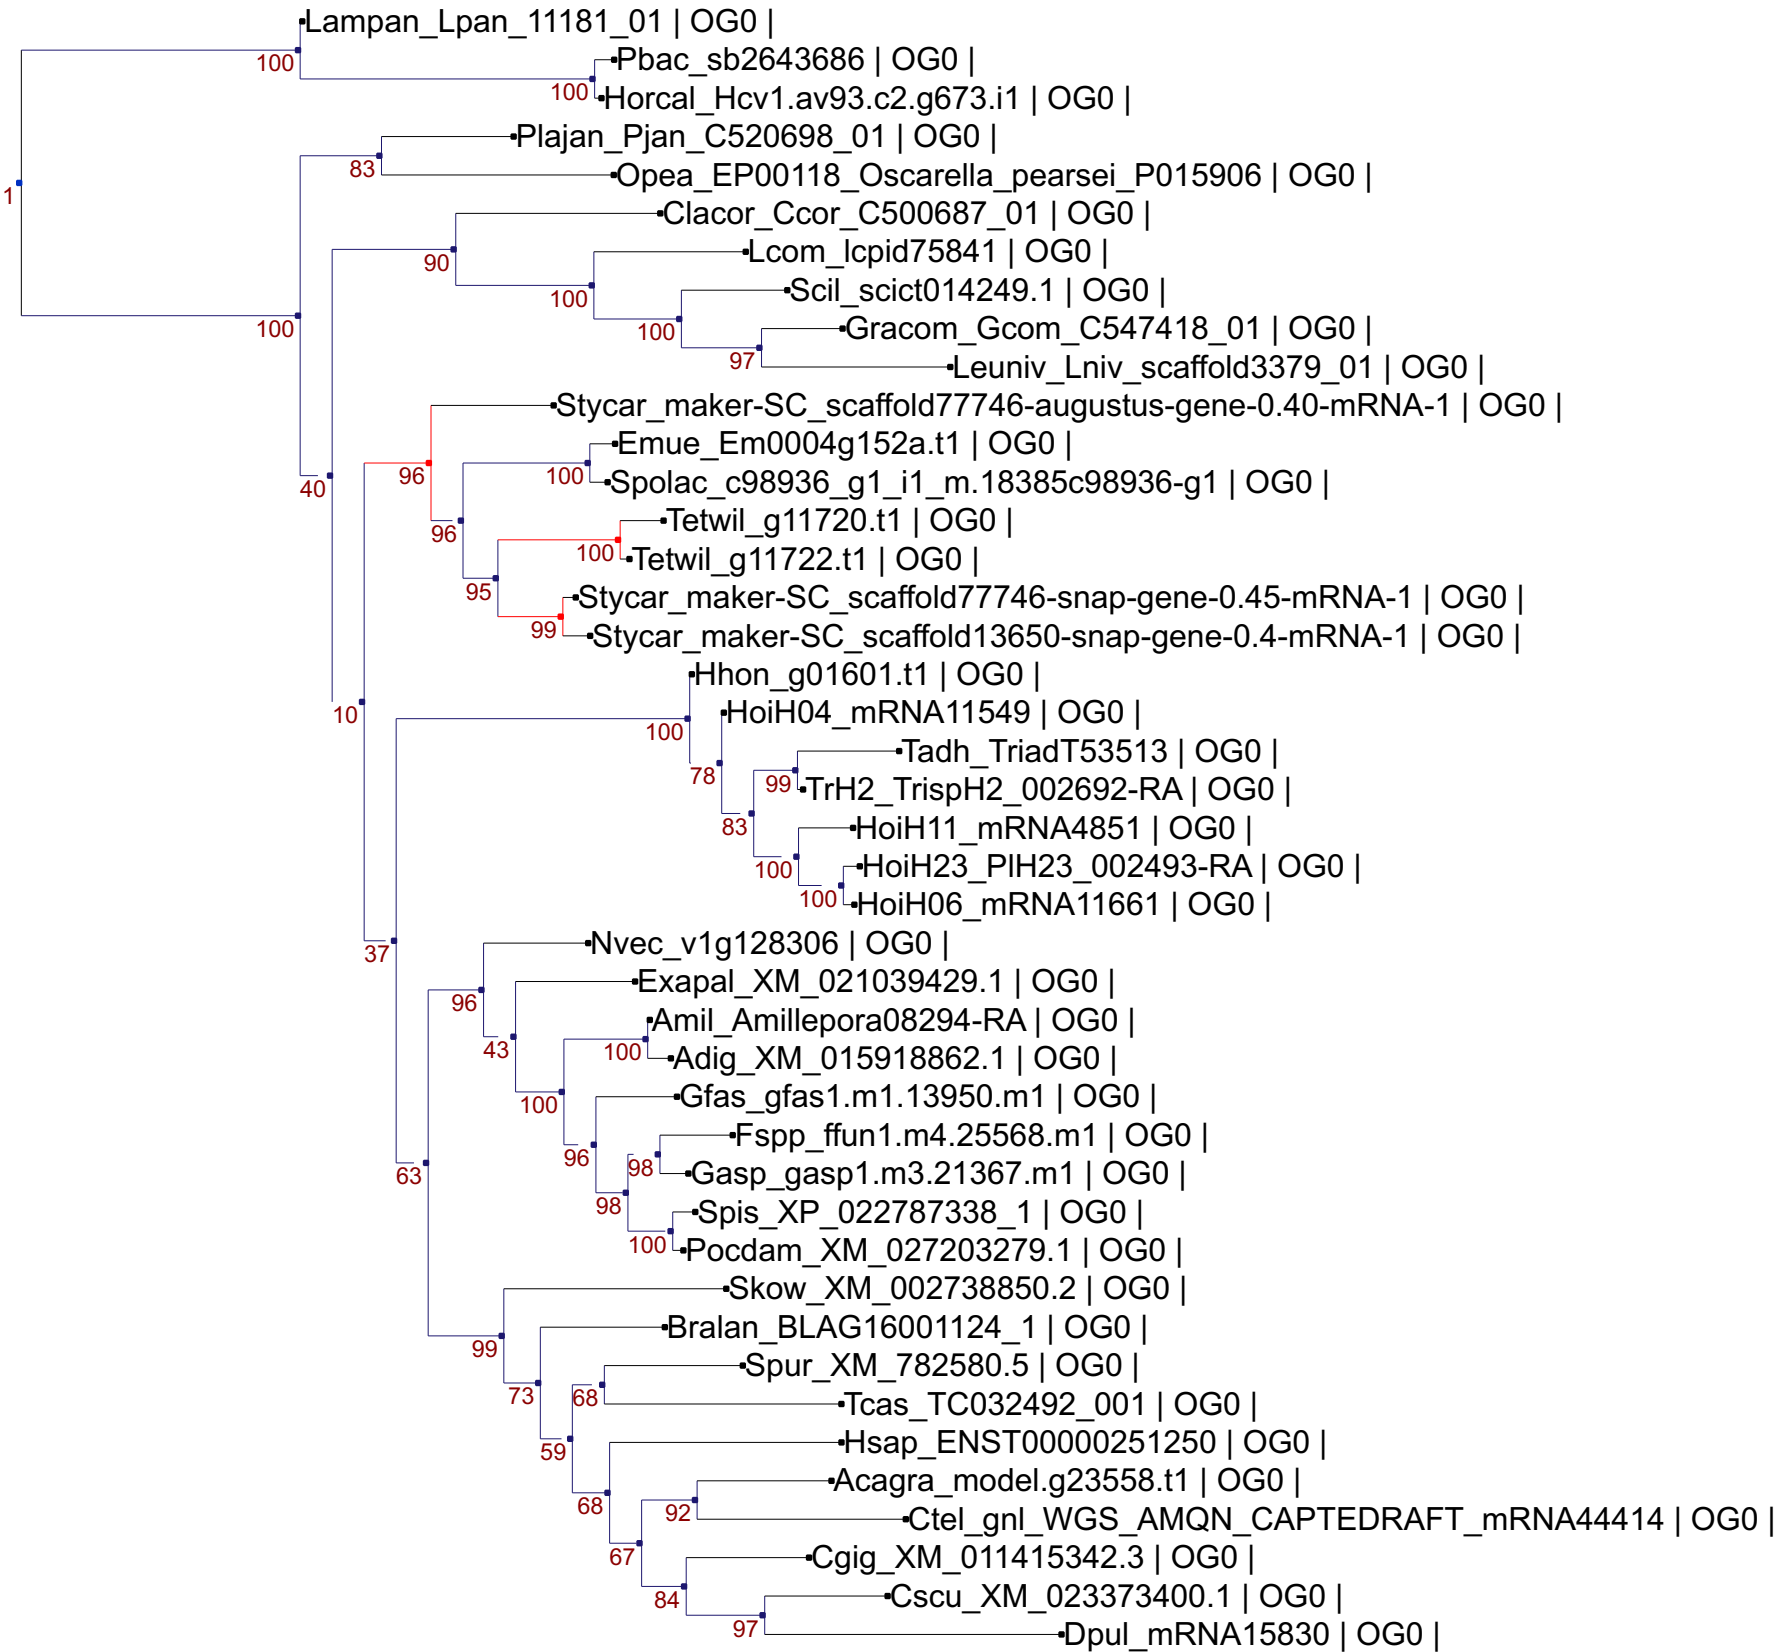 Lampan_Lpan_11181_01 | OG0 |
100
Pbac_sb2643686 | OG0 |
100
Horcal_Hcv1.av93.c2.g673.i1 | OG0 |
Plajan_Pjan_C520698_01 | OG0 |
83
Opea_EP00118_Oscarella_pearsei_P015906 | OG0 |
1
Clacor_Ccor_C500687_01 | OG0 |
90
Lcom_lcpid75841 | OG0 |
100
Scil_scict014249.1 | OG0 |
100
100
Gracom_Gcom_C547418_01 | OG0 |
97
Leuniv_Lniv_scaffold3379_01 | OG0 |
Stycar_maker-SC_scaffold77746-augustus-gene-0.40-mRNA-1 | OG0 |
Emue_Em0004g152a.t1 | OG0 |
96
100
Spolac_c98936_g1_i1_m.18385c98936-g1 | OG0 |
40
Tetwil_g11720.t1 | OG0 |
96
100
Tetwil_g11722.t1 | OG0 |
95
Stycar_maker-SC_scaffold77746-snap-gene-0.45-mRNA-1 | OG0 |
99
Stycar_maker-SC_scaffold13650-snap-gene-0.4-mRNA-1 | OG0 |
Hhon_g01601.t1 | OG0 |
10
HoiH04_mRNA11549 | OG0 |
100
Tadh_TriadT53513 | OG0 |
78
99
TrH2_TrispH2_002692-RA | OG0 |
83
HoiH11_mRNA4851 | OG0 |
100
HoiH23_PlH23_002493-RA | OG0 |
100
HoiH06_mRNA11661 | OG0 |
Nvec_v1g128306 | OG0 |
37
Exapal_XM_021039429.1 | OG0 |
96
Amil_Amillepora08294-RA | OG0 |
43
100
Adig_XM_015918862.1 | OG0 |
Gfas_gfas1.m1.13950.m1 | OG0 |
100
Fspp_ffun1.m4.25568.m1 | OG0 |
96
98
Gasp_gasp1.m3.21367.m1 | OG0 |
63
98
Spis_XP_022787338_1 | OG0 |
100
Pocdam_XM_027203279.1 | OG0 |
Skow_XM_002738850.2 | OG0 |
Bralan_BLAG16001124_1 | OG0 |
99
Spur_XM_782580.5 | OG0 |
73
68
Tcas_TC032492_001 | OG0 |
59
Hsap_ENST00000251250 | OG0 |
Acagra_model.g23558.t1 | OG0 |
68
92
Ctel_gnl_WGS_AMQN_CAPTEDRAFT_mRNA44414 | OG0 |
67
Cgig_XM_011415342.3 | OG0 |
84
Cscu_XM_023373400.1 | OG0 |
97
Dpul_mRNA15830 | OG0 |